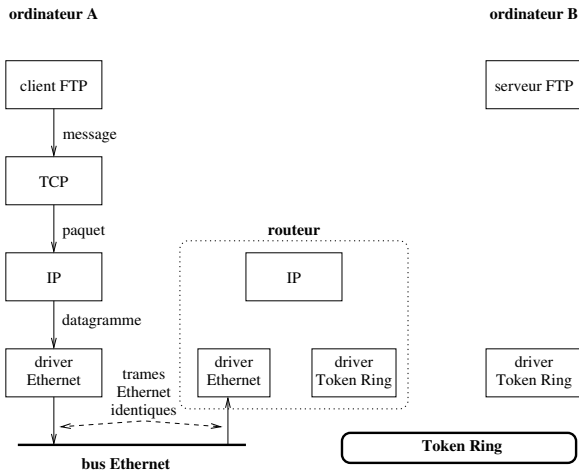 ordinateur A
ordinateur B
client FTP
serveur FTP
message
TCP
paquet
routeur
IP
IP
datagramme
driver
Ethernet
trames
Ethernet
identiques
driver
Ethernet
driver
Token Ring
driver
Token Ring
bus Ethernet
Token Ring